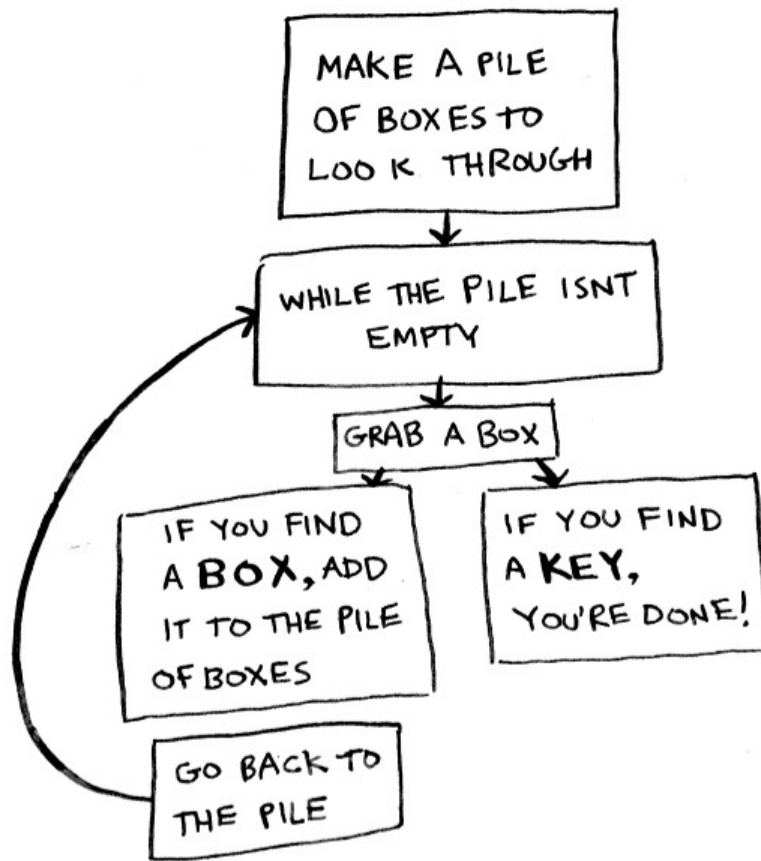 MAKE A PILE
OF BOXES TO
LOOK THROUGH
WHILE THE PILE ISNT
EMPTY
GRAB A BOX
IF YOU FIND
A BOX, ADD
IT TO THE PILE
OF BOXES
IF YOU FIND
A KEY,
YOU'RE DONE!
GO BACK TO
THE PILE